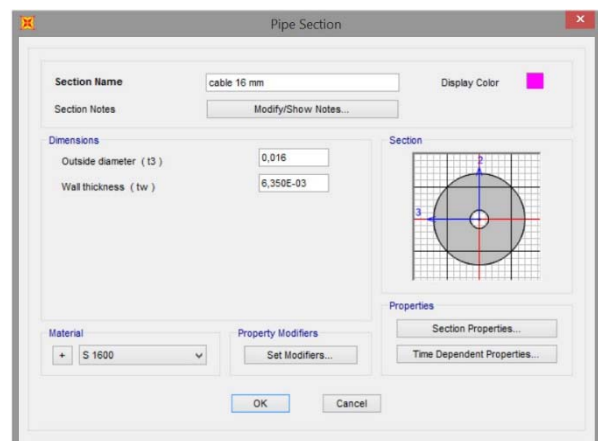 Pipe Section
Section Name
cable 16 mm
Display Color
Section Notes
Modify/Show Notes...
Dimensions
Outside diameter ( t3 )
0,016
Wall thickness ( tw )
6,350E-03
Section
2
3
Properties
Section Properties...
Time Dependent Properties...
Material
+
S 1600
Property Modifiers
Set Modifiers...
OK
Cancel